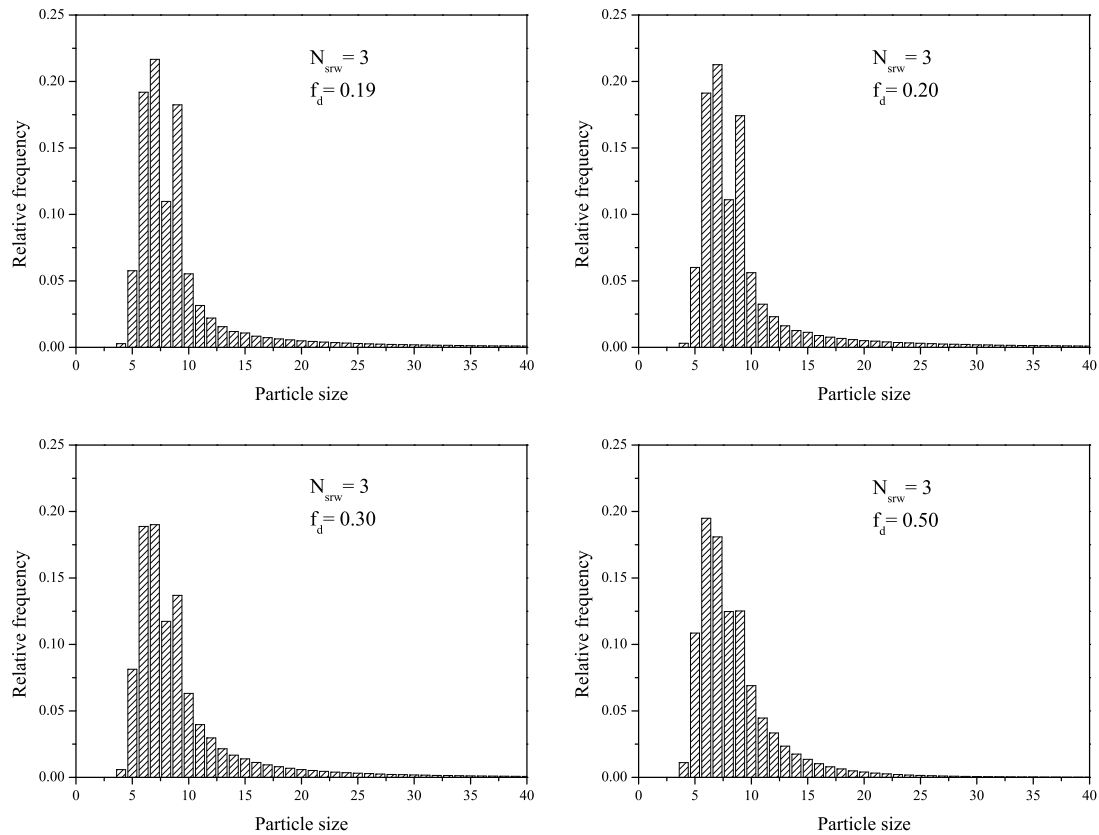 0.25
0.20
0.15
0.10
0.05
0.00
Relative frequency
N_srw = 3
f_d = 0.19
0 5 10 15 20 25 30 35 40
Particle size
0.25
0.20
0.15
0.10
0.05
0.00
Relative frequency
N_srw = 3
f_d = 0.20
0 5 10 15 20 25 30 35 40
Particle size
0.25
0.20
0.15
0.10
0.05
0.00
Relative frequency
N_srw = 3
f_d = 0.30
0 5 10 15 20 25 30 35 40
Particle size
0.25
0.20
0.15
0.10
0.05
0.00
Relative frequency
N_srw = 3
f_d = 0.50
0 5 10 15 20 25 30 35 40
Particle size